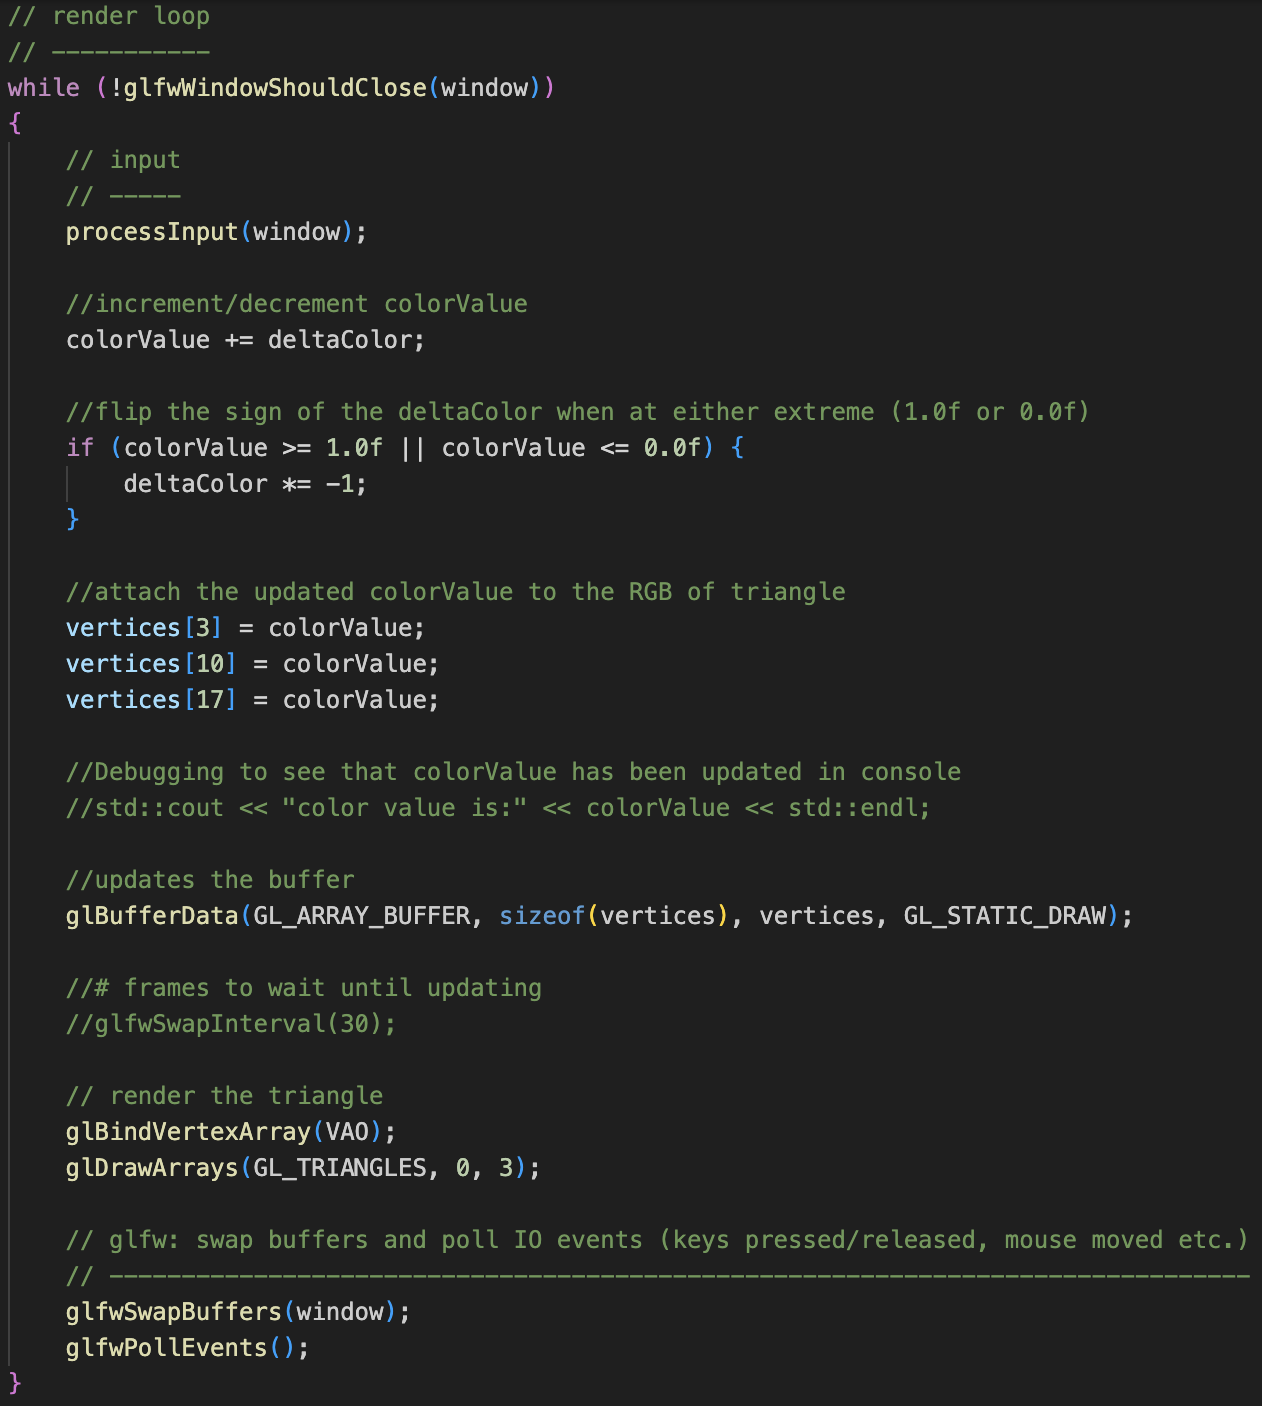 // render loop
// -----------
while (!glfwWindowShouldClose(window))
{
    // input
    // -----
    processInput(window);

    //increment/decrement colorValue
    colorValue += deltaColor;

    //flip the sign of the deltaColor when at either extreme (1.0f or 0.0f)
    if (colorValue >= 1.0f || colorValue <= 0.0f) {
        deltaColor *= -1;
    }

    //attach the updated colorValue to the RGB of triangle
    vertices[3] = colorValue;
    vertices[10] = colorValue;
    vertices[17] = colorValue;

    //Debugging to see that colorValue has been updated in console
    //std::cout << "color value is:" << colorValue << std::endl;

    //updates the buffer
    glBufferData(GL_ARRAY_BUFFER, sizeof(vertices), vertices, GL_STATIC_DRAW);

    //# frames to wait until updating
    //glfwSwapInterval(30);

    // render the triangle
    glBindVertexArray(VAO);
    glDrawArrays(GL_TRIANGLES, 0, 3);

    // glfw: swap buffers and poll IO events (keys pressed/released, mouse moved etc.)
    // -------------------------------------------------------------------------------
    glfwSwapBuffers(window);
    glfwPollEvents();
}